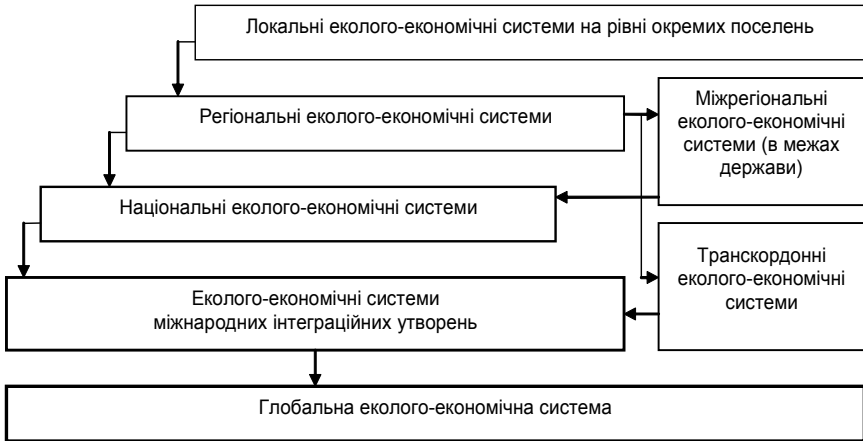 Локальні еколого-економічні системи на рівні окремих поселень
Регіональні еколого-економічні системи
Міжрегіональні
еколого-економічні
системи (в межах
держави)
Національні еколого-економічні системи
Транскордонні
еколого-економічні
системи
Еколого-економічні системи
міжнародних інтеграційних утворень
Глобальна еколого-економічна система